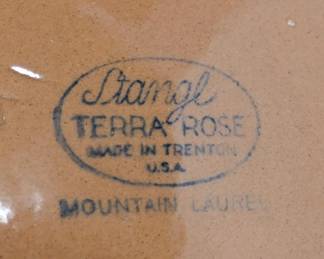 Stangl
TERRA ROSE
MADE IN TRENTON
U.S.A.
MOUNTAIN LAUREL